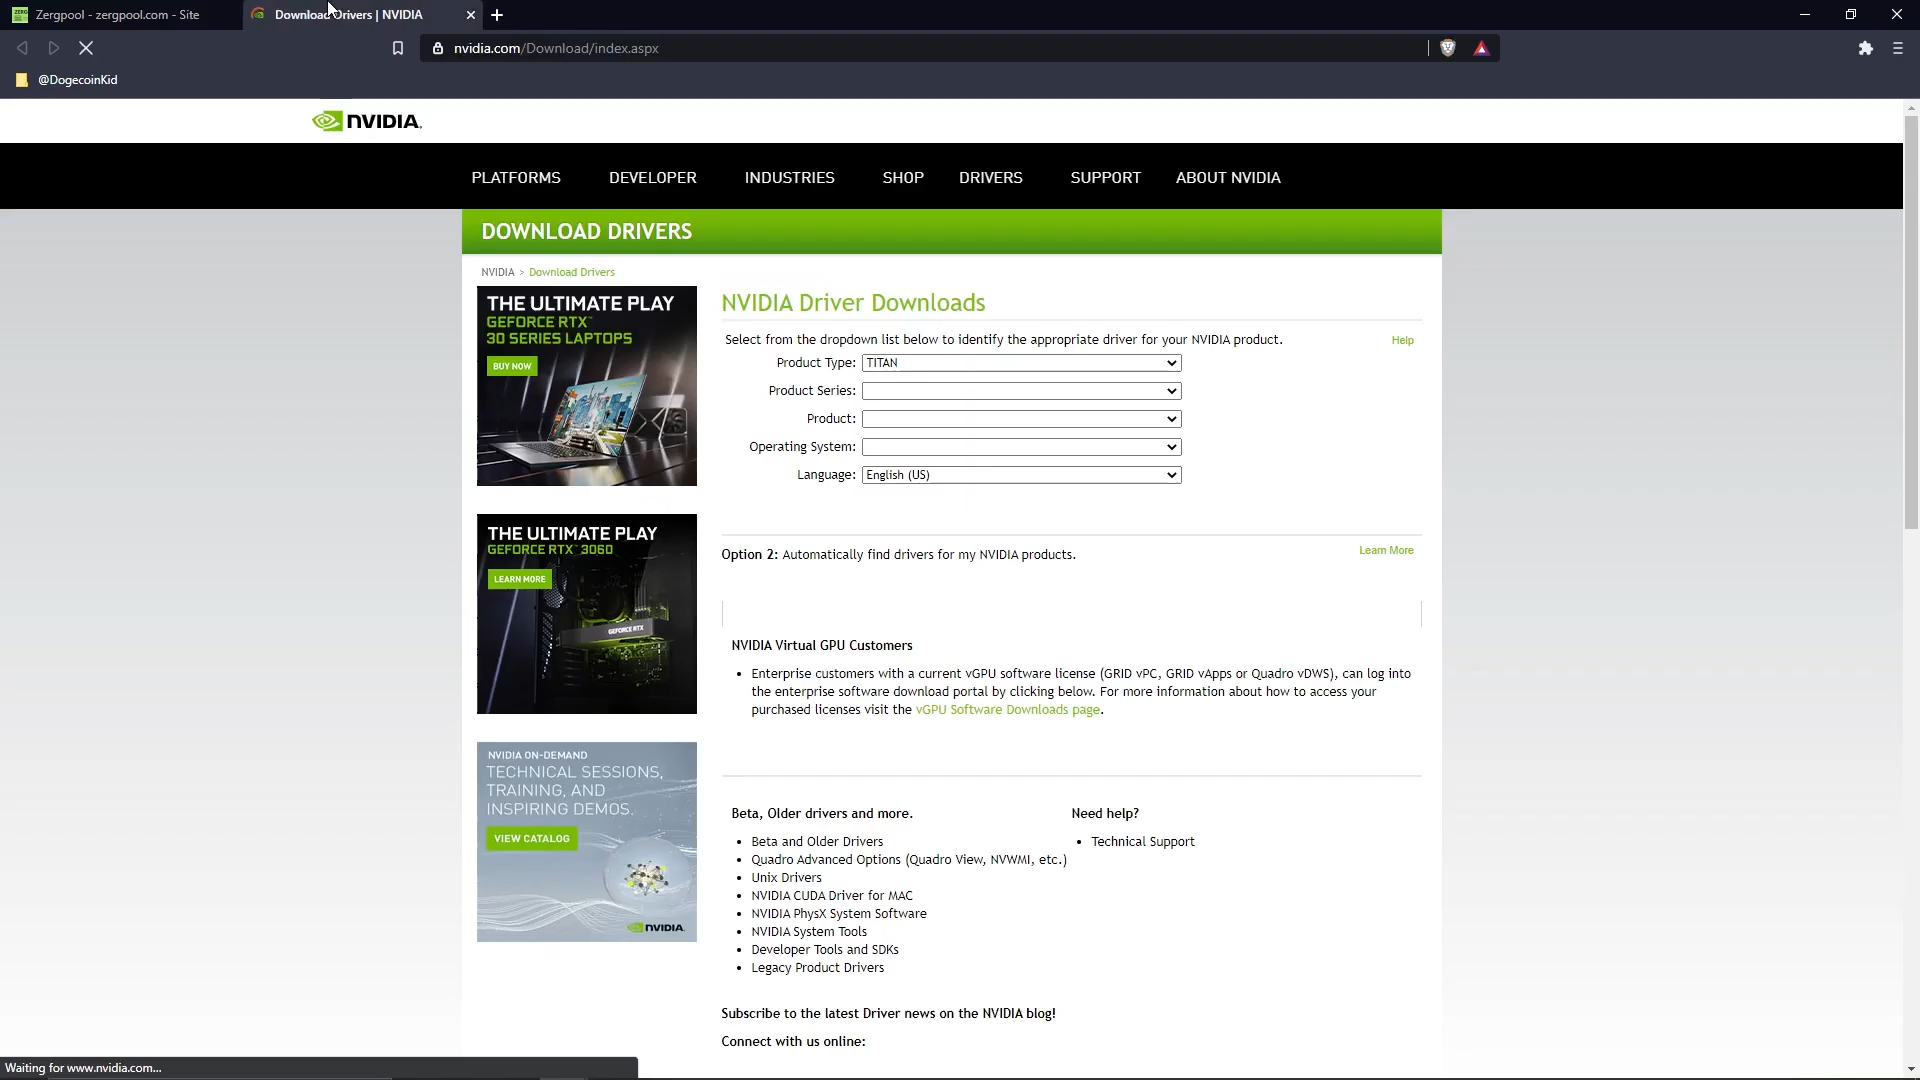 Zergpool - zergpool.com - Site
Download Drivers | NVIDIA
nvidia.com/Download/index.aspx
@DogecoinKid
NVIDIA.
PLATFORMS DEVELOPER INDUSTRIES SHOP DRIVERS SUPPORT ABOUT NVIDIA
DOWNLOAD DRIVERS
NVIDIA > Download Drivers
THE ULTIMATE PLAY
GEFORCE RTX™
30 SERIES LAPTOPS
BUY NOW
NVIDIA Driver Downloads
Select from the dropdown list below to identify the appropriate driver for your NVIDIA product.
Help
Product Type: TITAN
Product Series:
Product:
Operating System:
Language: English (US)
THE ULTIMATE PLAY
GEFORCE RTX™ 3060
LEARN MORE
GEFORCE RTX
Option 2: Automatically find drivers for my NVIDIA products.
Learn More
NVIDIA Virtual GPU Customers
• Enterprise customers with a current vGPU software license (GRID vPC, GRID vApps or Quadro vDWS), can log into
the enterprise software download portal by clicking below. For more information about how to access your
purchased licenses visit the vGPU Software Downloads page.
NVIDIA ON-DEMAND
TECHNICAL SESSIONS,
TRAINING, AND
INSPIRING DEMOS.
VIEW CATALOG
NVIDIA.
Beta, Older drivers and more.
• Beta and Older Drivers
• Quadro Advanced Options (Quadro View, NVWMI, etc.)
• Unix Drivers
• NVIDIA CUDA Driver for MAC
• NVIDIA PhysX System Software
• NVIDIA System Tools
• Developer Tools and SDKs
• Legacy Product Drivers
Need help?
• Technical Support
Subscribe to the latest Driver news on the NVIDIA blog!
Connect with us online:
Waiting for www.nvidia.com...